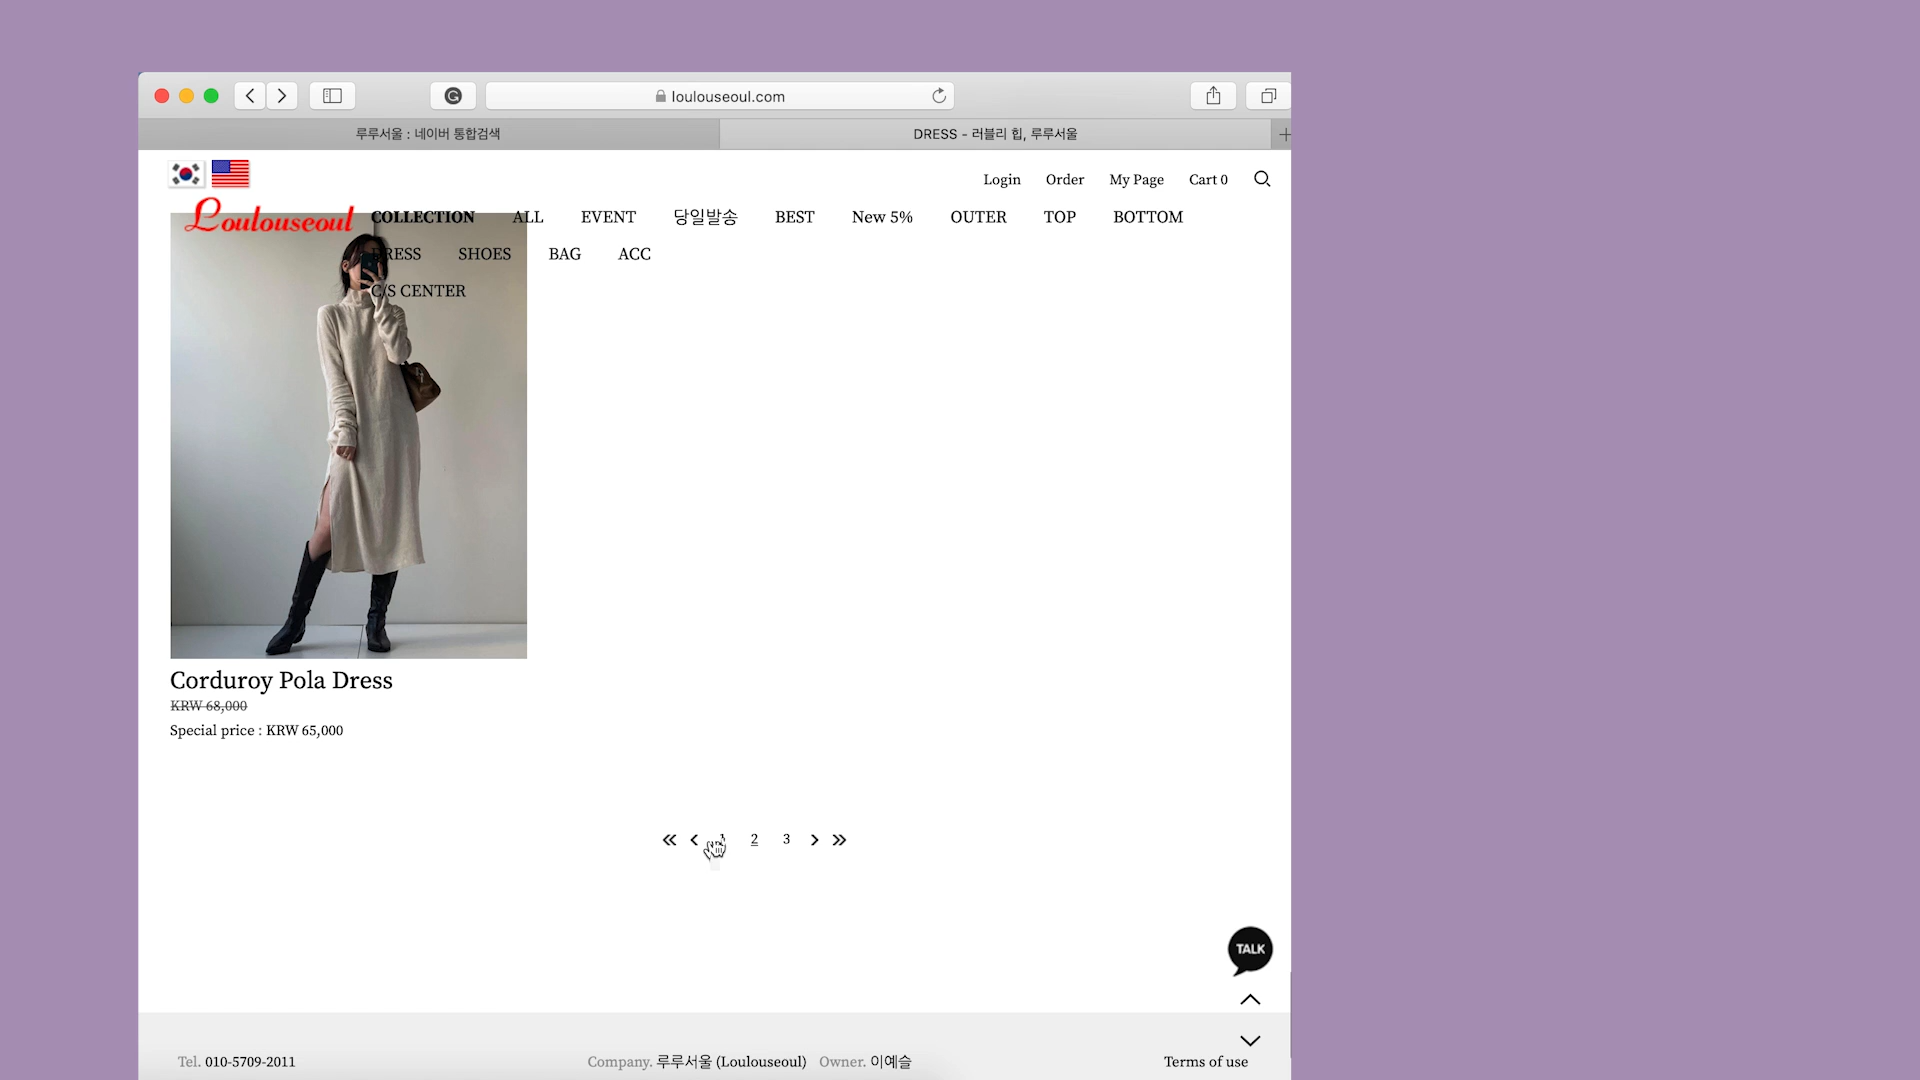 loulouseoul.com
루루서울 : 네이버 통합검색
DRESS – 러블리 힙, 루루서울
Login Order My Page Cart 0
Loulouseoul
COLLECTION ALL EVENT 당일발송 BEST New 5% OUTER TOP BOTTOM
DRESS SHOES BAG ACC
C/S CENTER
Corduroy Pola Dress
KRW 68,000
Special price : KRW 65,000
1 2 3
TALK
Tel. 010-5709-2011
Company. 루루서울 (Loulouseoul) Owner. 이예슬
Terms of use